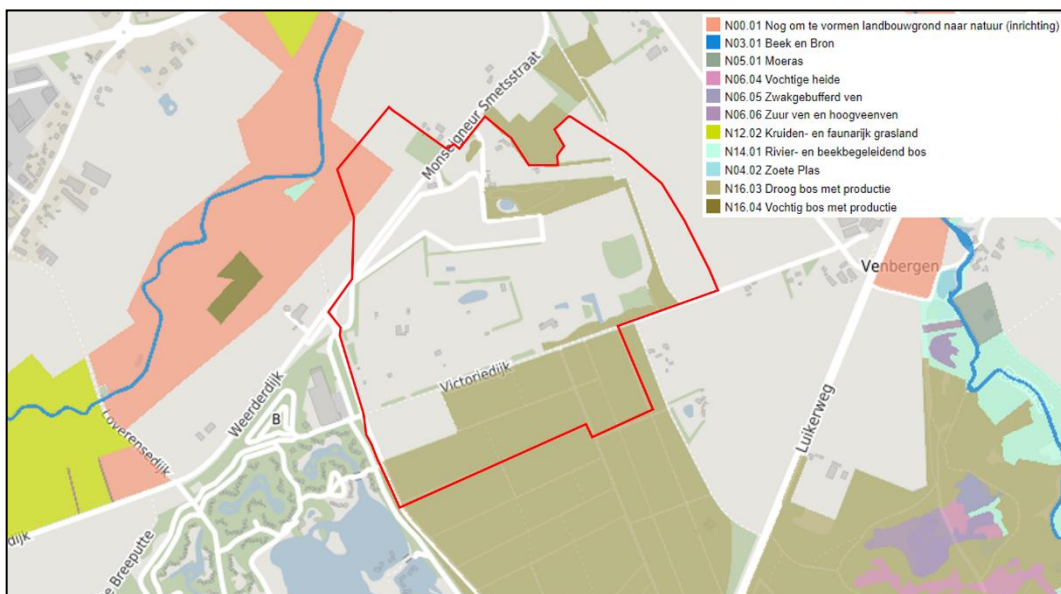 N00.01 Nog om te vormen landbouwgrond naar natuur (inrichting)
N03.01 Beek en Bron
N05.01 Moeras
N06.04 Vochtige heide
N06.05 Zwakgebufferd ven
N06.06 Zuur ven en hoogveenven
N12.02 Kruiden- en faunarijk grasland
N14.01 Rivier- en beekbegeleidend bos
N04.02 Zoete Plas
N16.03 Droog bos met productie
N16.04 Vochtig bos met productie
Monseigneur Smetsstraat
Venbergen
Victoriedijk
Weerderdijk
B
Luikerweg
Loverensedijk
dijk
e Breeputte